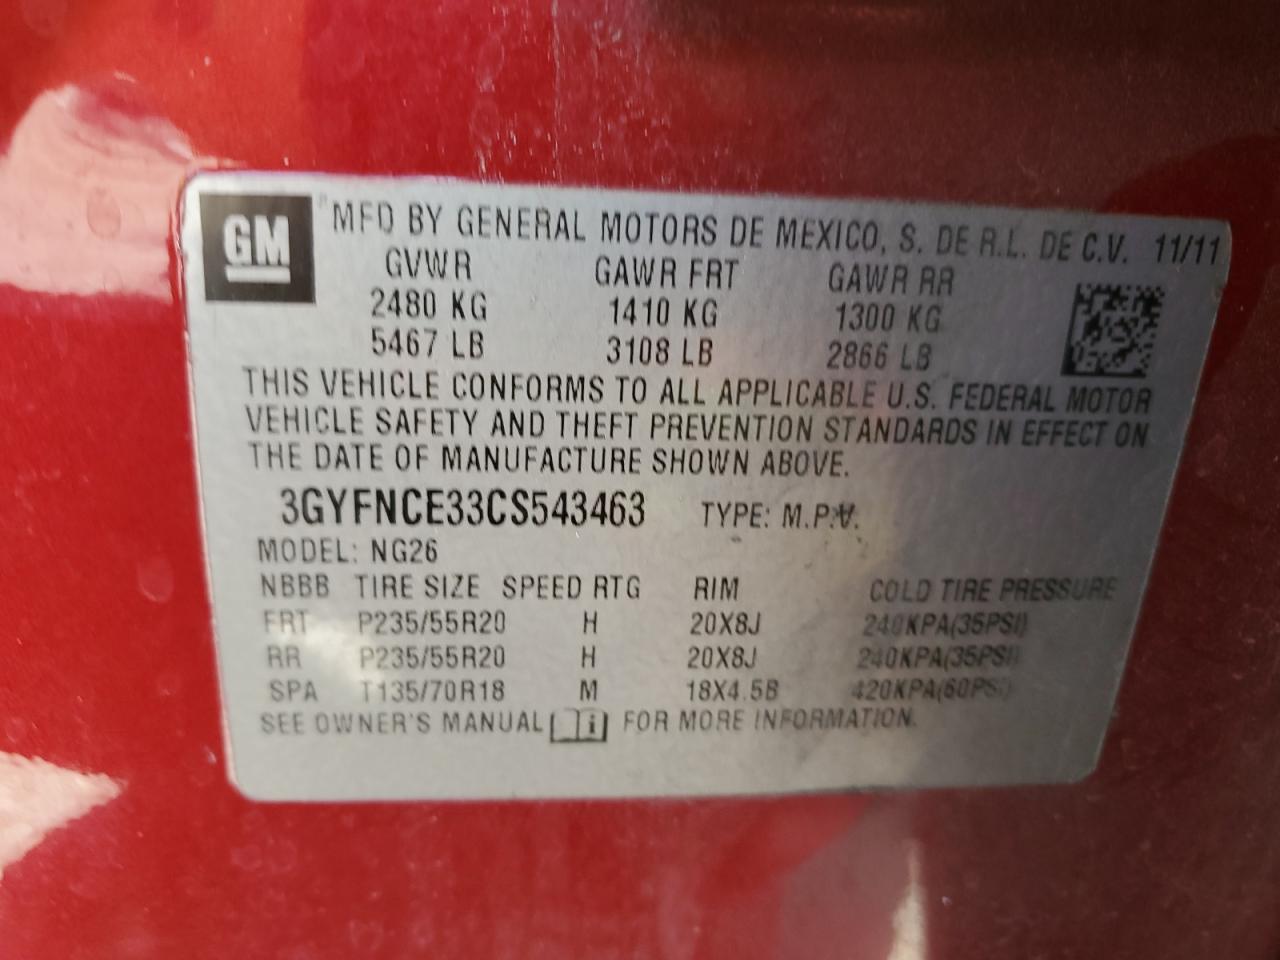 GM
MFD BY GENERAL MOTORS DE MEXICO, S. DE R.L. DE C.V. 11/11
GVWR GAWR FRT GAWR RR
2480 KG 1410 KG 1300 KG
5467 LB 3108 LB 2866 LB
THIS VEHICLE CONFORMS TO ALL APPLICABLE U.S. FEDERAL MOTOR
VEHICLE SAFETY AND THEFT PREVENTION STANDARDS IN EFFECT ON
THE DATE OF MANUFACTURE SHOWN ABOVE.
3GYFNCE33CS543463 TYPE: M.P.V.
MODEL: NG26
NBBB TIRE SIZE SPEED RTG RIM COLD TIRE PRESSURE
FRT P235/55R20 H 20X8J 240KPA(35PSI)
RR P235/55R20 H 20X8J 240KPA(35PSI)
SPA T135/70R18 M 18X4.5B 420KPA(60PSI)
SEE OWNER'S MANUAL i FOR MORE INFORMATION.